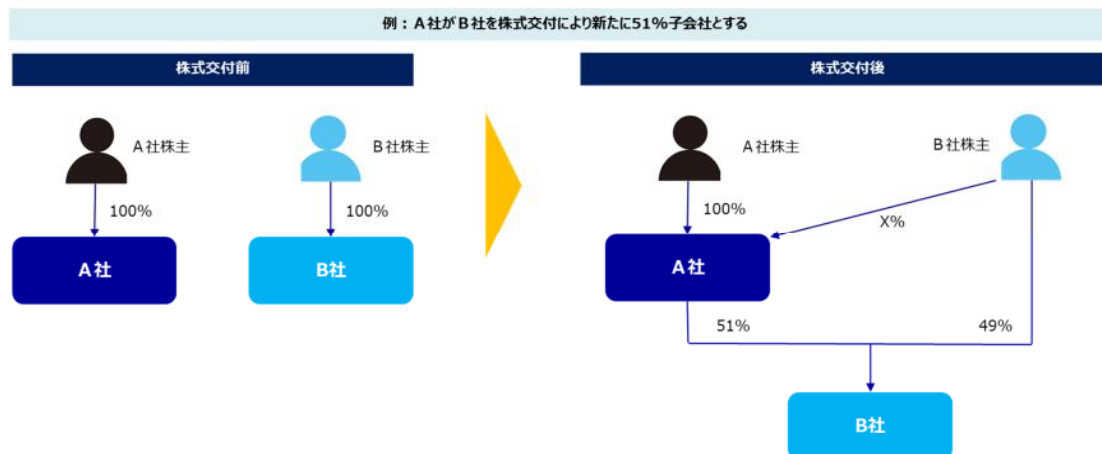 例：A社がB社を株式交付により新たに51%子会社とする
株式交付前
A社株主
B社株主
100%
100%
A社
B社
株式交付後
A社株主
B社株主
100%
X%
A社
51%
49%
B社